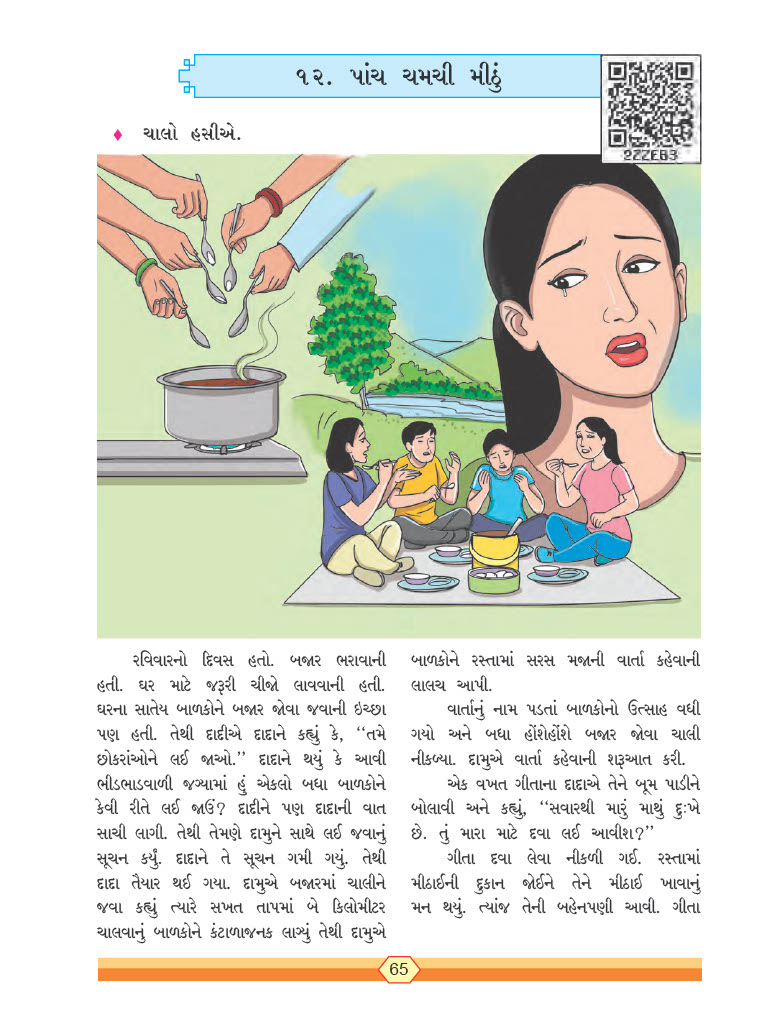 ૧૨. પાંચ ચમચી મીઠું
2ZZEB3
♦ ચાલો હસીએ.
રવિવારનો દિવસ હતો. બજાર ભરાવાની
હતી. ઘર માટે જરૂરી ચીજો લાવવાની હતી.
ઘરના સાતેય બાળકોને બજાર જોવા જવાની ઇચ્છા
પણ હતી. તેથી દાદીએ દાદાને કહ્યું કે, ‘‘તમે
છોકરાંઓને લઈ જાઓ.’’ દાદાને થયું કે આવી
ભીડભાડવાળી જગ્યામાં હું એકલો બધા બાળકોને
કેવી રીતે લઈ જાઉં? દાદીને પણ દાદાની વાત
સાચી લાગી. તેથી તેમણે દામુને સાથે લઈ જવાનું
સૂચન કર્યું. દાદાને તે સૂચન ગમી ગયું. તેથી
દાદા તૈયાર થઈ ગયા. દામુએ બજારમાં ચાલીને
જવા કહ્યું ત્યારે સખત તાપમાં બે કિલોમીટર
ચાલવાનું બાળકોને કંટાળાજનક લાગ્યું તેથી દામુએ
બાળકોને રસ્તામાં સરસ મજાની વાર્તા કહેવાની
લાલચ આપી.
વાર્તાનું નામ પડતાં બાળકોનો ઉત્સાહ વધી
ગયો અને બધા હોંશેહોંશે બજાર જોવા ચાલી
નીકળ્યા. દામુએ વાર્તા કહેવાની શરૂઆત કરી.
એક વખત ગીતાના દાદાએ તેને બૂમ પાડીને
બોલાવી અને કહ્યું, ‘‘સવારથી મારું માથું દુઃખે
છે. તું મારા માટે દવા લઈ આવીશ?’’
ગીતા દવા લેવા નીકળી ગઈ. રસ્તામાં
મીઠાઈની દુકાન જોઈને તેને મીઠાઈ ખાવાનું
મન થયું. ત્યાંજ તેની બહેનપણી આવી. ગીતા
65